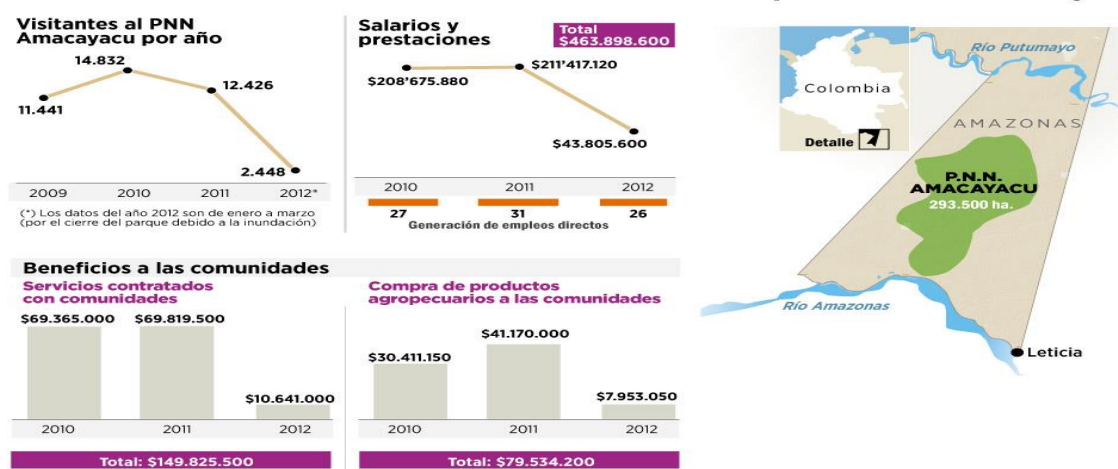 Visitantes al PNN
Amacayacu por año
14.832
12.426
11.441
2.448
2009 2010 2011 2012*
(*) Los datos del año 2012 son de enero a marzo
(por el cierre del parque debido a la inundación)
Salarios y
prestaciones
Total
$463.898.600
$208'675.880
$211'417.120
$43.805.600
2010 2011 2012
27 31 26
Generación de empleos directos
Beneficios a las comunidades
Servicios contratados
con comunidades
$69.365.000 $69.819.500
$10.641.000
2010 2011 2012
Total: $149.825.500
Compra de productos
agropecuarios a las comunidades
$41.170.000
$30.411.150
$7.953.050
2010 2011 2012
Total: $79.534.200
Río Putumayo
Colombia
Detalle
AMAZONAS
P.N.N.
AMACAYACU
293.500 ha.
Río Amazonas
Leticia